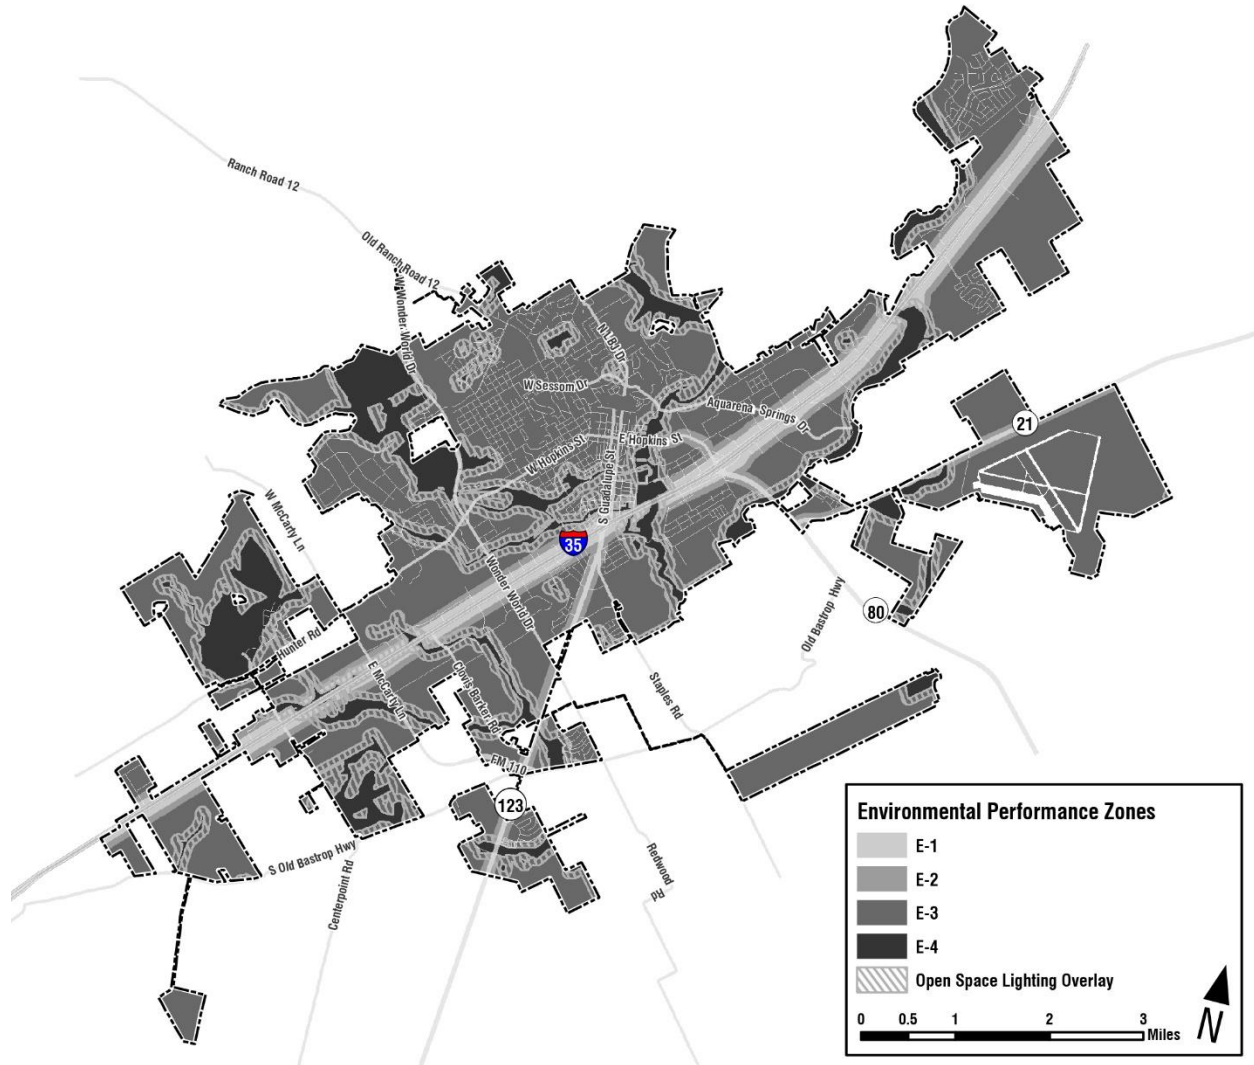 Ranch Road 12
Old Ranch Road 12
W Wonder World Dr
N LBJ Dr
W Sessom Dr
Aquarena Springs Dr
21
W Hopkins St
E Hopkins St
S Guadalupe St
W McCarty Ln
35
Wonder World Dr
Old Bastrop Hwy
80
Hunter Rd
E McCarty Ln
Clovis Barker Rd
Staples Rd
FM 110
123
S Old Bastrop Hwy
Centerpoint Rd
Redwood
Rd
Environmental Performance Zones
E-1
E-2
E-3
E-4
Open Space Lighting Overlay
0 0.5 1 2 3
Miles
N